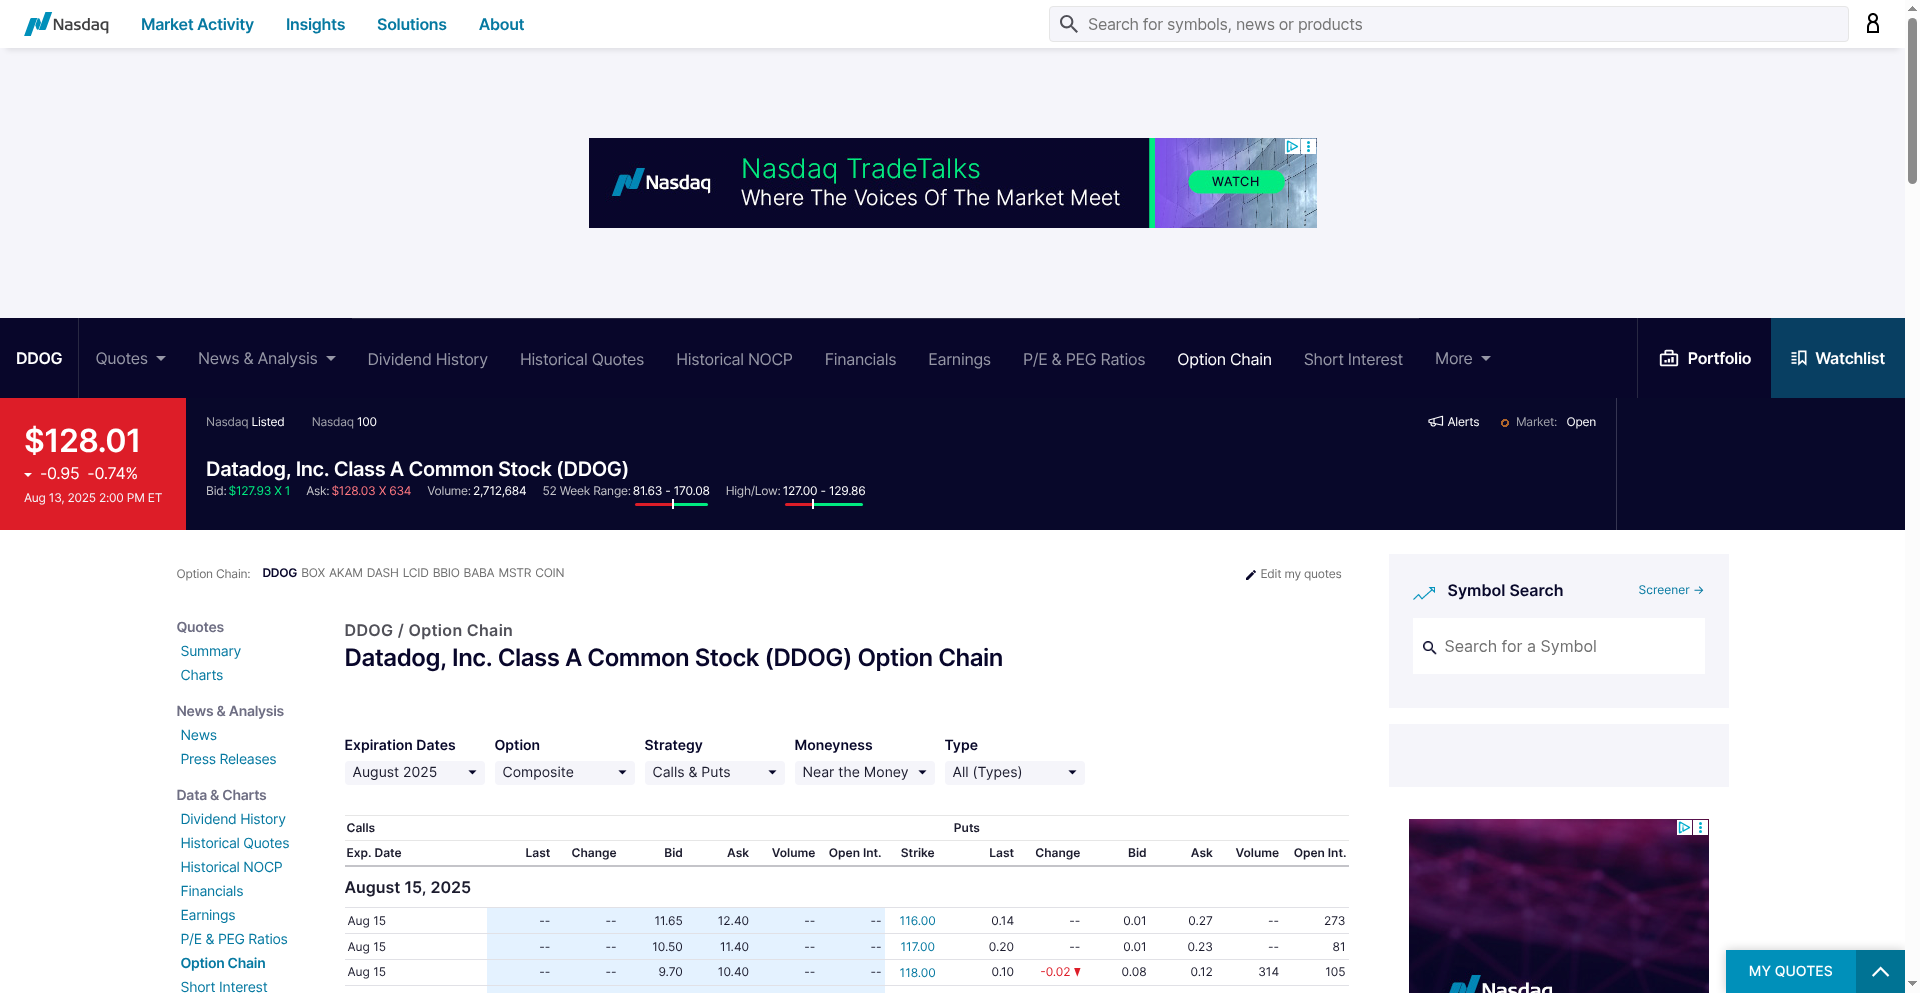 Nasdaq Market Activity Insights Solutions About Search for symbols, news or products
Nasdaq TradeTalks
Nasdaq Where The Voices Of The Market Meet WATCH
DDOG Quotes News & Analysis Dividend History Historical Quotes Historical NOCP Financials Earnings P/E & PEG Ratios Option Chain Short Interest More Portfolio Watchlist
$128.01
-0.95 -0.74%
Aug 13, 2025 2:00 PM ET
Nasdaq Listed Nasdaq 100 Alerts Market: Open
Datadog, Inc. Class A Common Stock (DDOG)
Bid: $127.93 X 1 Ask: $128.03 X 634 Volume: 2,712,684 52 Week Range: 81.63 - 170.08 High/Low: 127.00 - 129.86
Option Chain: DDOG BOX AKAM DASH LCID BBIO BABA MSTR COIN Edit my quotes
Quotes
Summary
Charts
News & Analysis
News
Press Releases
Data & Charts
Dividend History
Historical Quotes
Historical NOCP
Financials
Earnings
P/E & PEG Ratios
Option Chain
Short Interest
DDOG / Option Chain
Datadog, Inc. Class A Common Stock (DDOG) Option Chain
Expiration Dates Option Strategy Moneyness Type
August 2025 Composite Calls & Puts Near the Money All (Types)
Calls Puts
Exp. Date Last Change Bid Ask Volume Open Int. Strike Last Change Bid Ask Volume Open Int.
August 15, 2025
Aug 15 -- -- 11.65 12.40 -- -- 116.00 0.14 -- 0.01 0.27 -- 273
Aug 15 -- -- 10.50 11.40 -- -- 117.00 0.20 -- 0.01 0.23 -- 81
Aug 15 -- -- 9.70 10.40 -- -- 118.00 0.10 -0.02 0.08 0.12 314 105
Symbol Search Screener
Search for a Symbol
Nasdaq
MY QUOTES